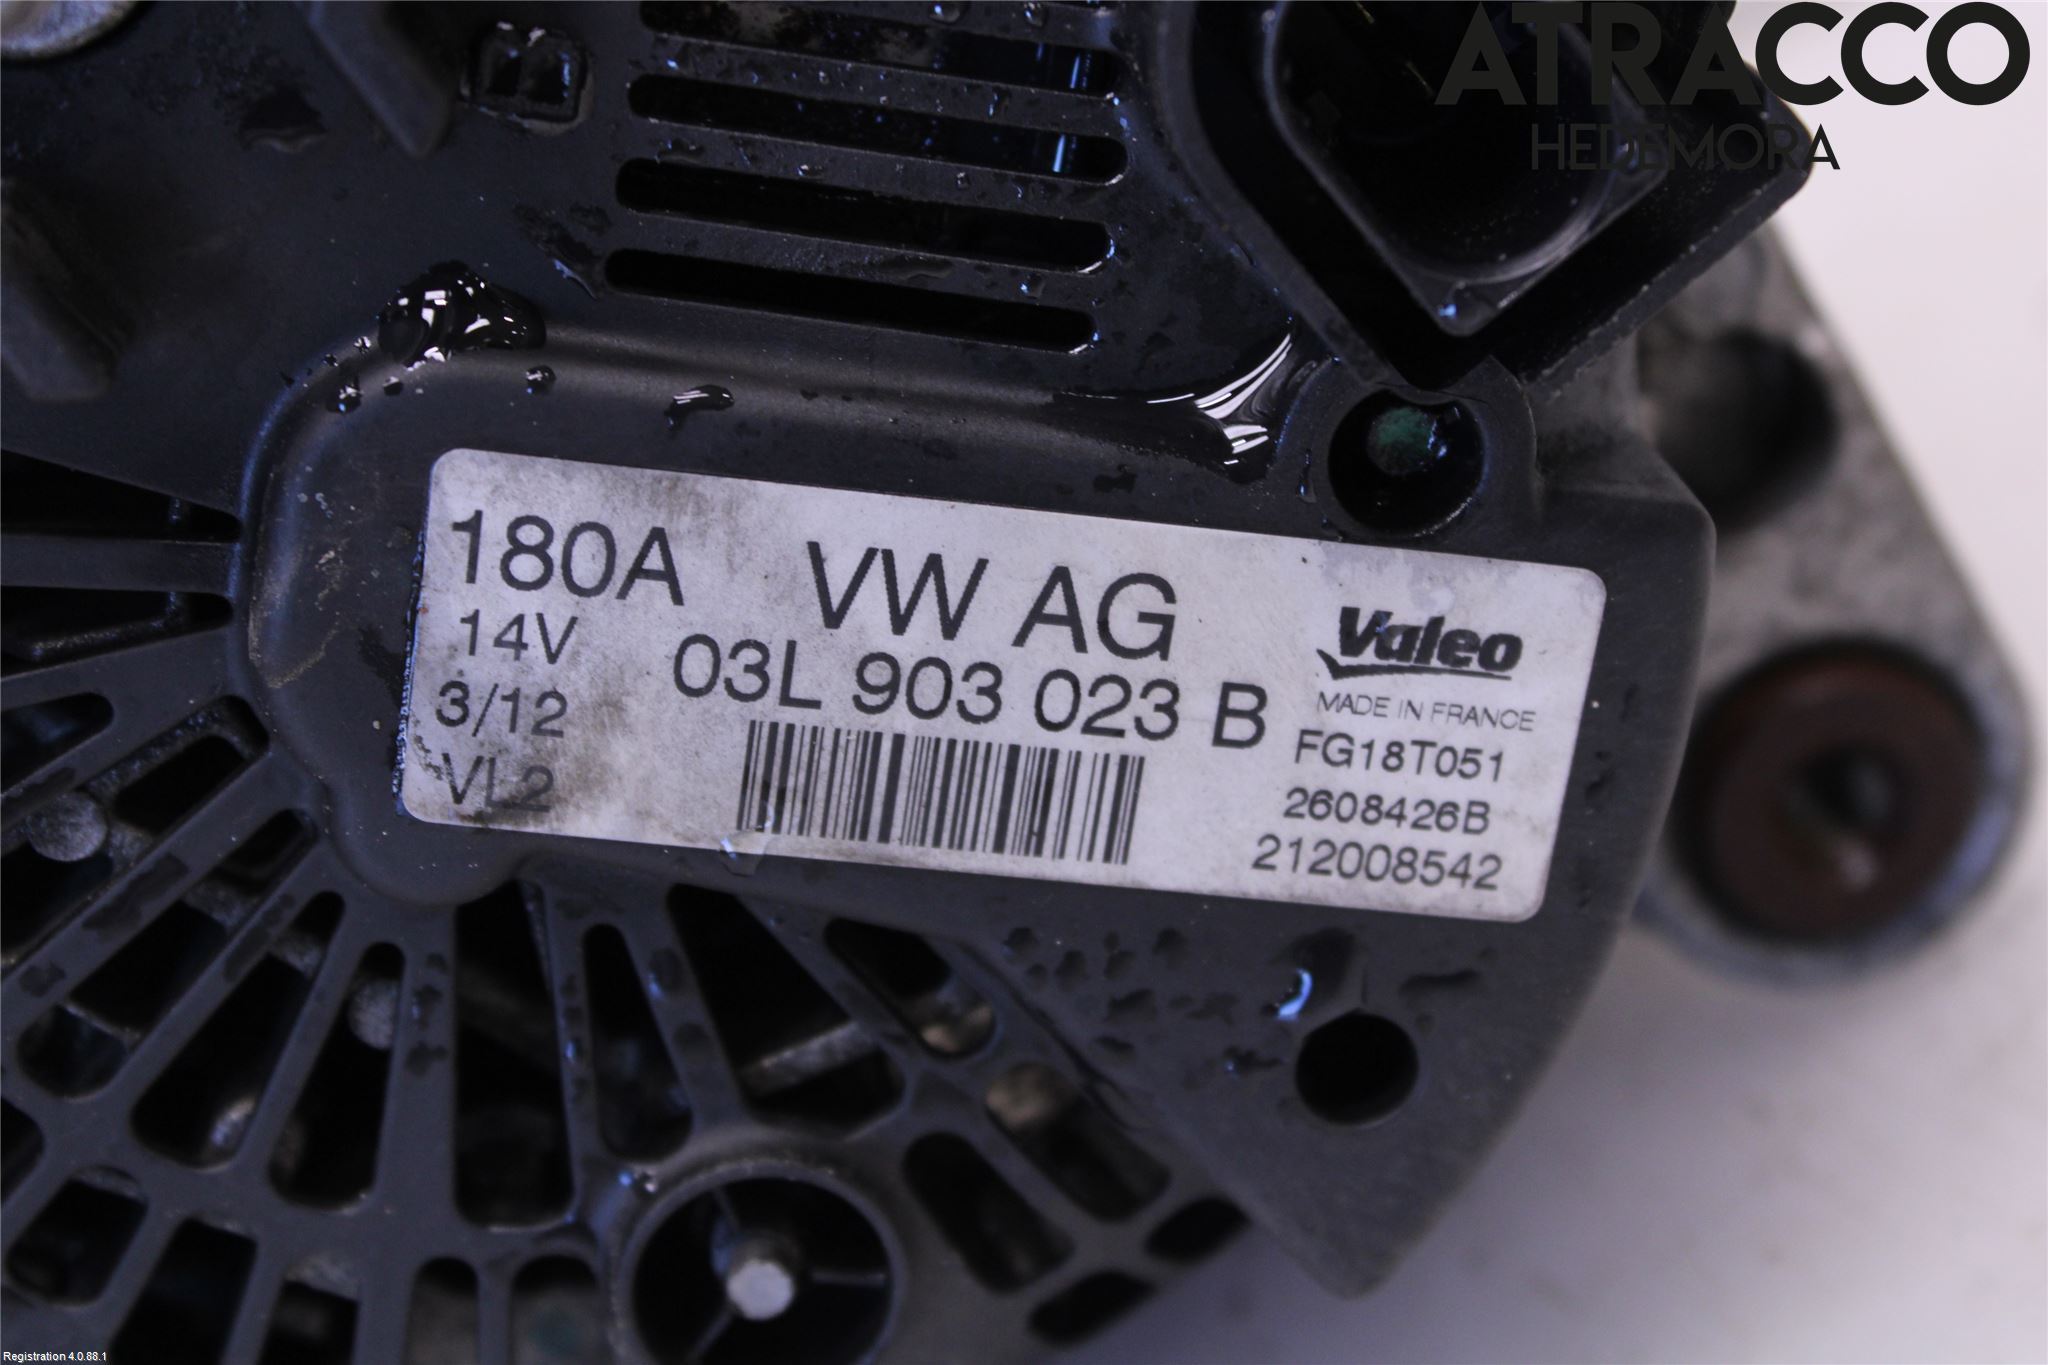 ATRACCO
HEDEMORA
180A VW AG
14V 03L 903 023 B
3/12
VL2
Valeo
MADE IN FRANCE
FG18T051
2608426B
212008542
Registration 4.0.88.1